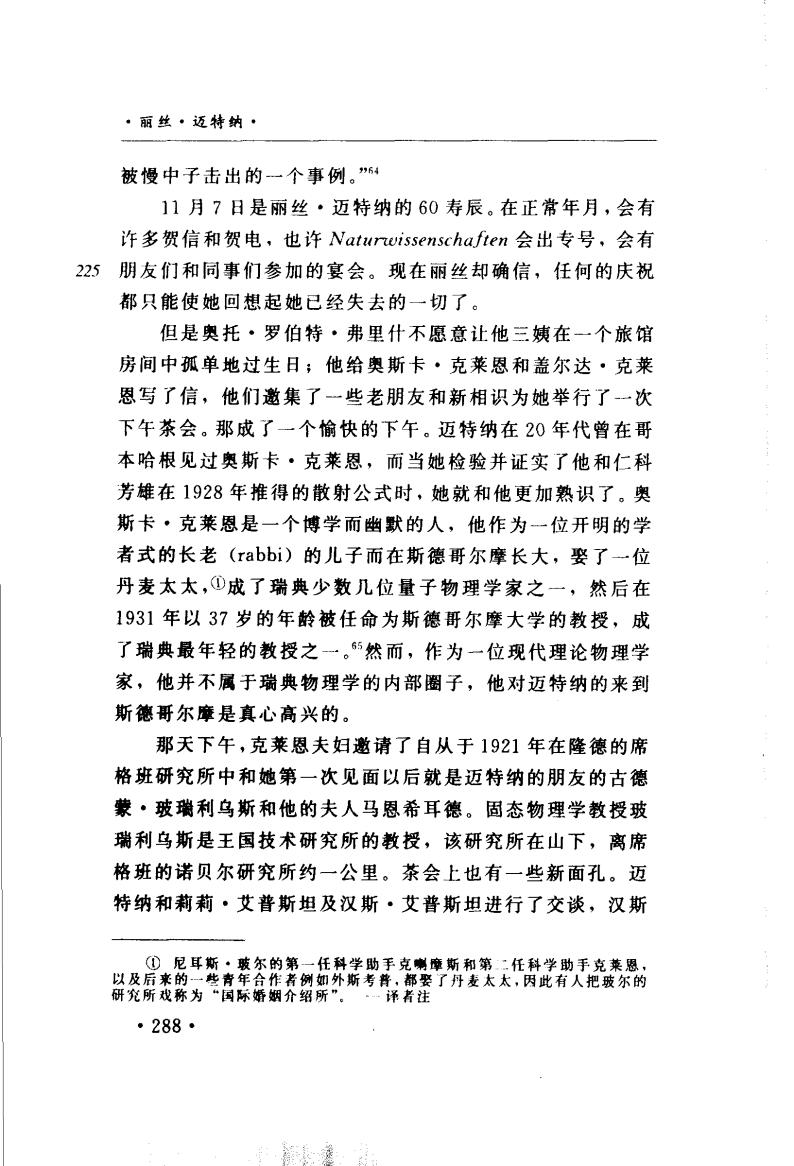 ·丽丝·迈特纳·
被慢中子击出的一个事例。”64
11月7日是丽丝·迈特纳的60寿辰。在正常年月，会有
许多贺信和贺电，也许 Naturwissenschaften 会出专号，会有
225 朋友们和同事们参加的宴会。现在丽丝却确信，任何的庆祝
都只能使她回想起她已经失去的一切了。
但是奥托·罗伯特·弗里什不愿意让他三姨在一个旅馆
房间中孤单地过生日；他给奥斯卡·克莱恩和盖尔达·克莱
恩写了信，他们邀集了一些老朋友和新相识为她举行了一次
下午茶会。那成了一个愉快的下午。迈特纳在20年代曾在哥
本哈根见过奥斯卡·克莱恩，而当她检验并证实了他和仁科
芳雄在1928年推得的散射公式时，她就和他更加熟识了。奥
斯卡·克莱恩是一个博学而幽默的人，他作为一位开明的学
者式的长老（rabbi）的儿子而在斯德哥尔摩长大，娶了一位
丹麦太太，①成了瑞典少数几位量子物理学家之一，然后在
1931年以37岁的年龄被任命为斯德哥尔摩大学的教授，成
了瑞典最年轻的教授之一。65然而，作为一位现代理论物理学
家，他并不属于瑞典物理学的内部圈子，他对迈特纳的来到
斯德哥尔摩是真心高兴的。
那天下午，克莱恩夫妇邀请了自从于1921年在隆德的席
格班研究所中和她第一次见面以后就是迈特纳的朋友的古德
蒙·玻瑞利乌斯和他的夫人马恩希耳德。固态物理学教授玻
瑞利乌斯是王国技术研究所的教授，该研究所在山下，离席
格班的诺贝尔研究所约一公里。茶会上也有一些新面孔。迈
特纳和莉莉·艾普斯坦及汉斯·艾普斯坦进行了交谈，汉斯
① 尼耳斯·玻尔的第一任科学助手克喇摩斯和第二任科学助手克莱恩，
以及后来的一些青年合作者例如外斯考普，都娶了丹麦太太，因此有人把玻尔的
研究所戏称为“国际婚姻介绍所”。 ——译者注
·288·